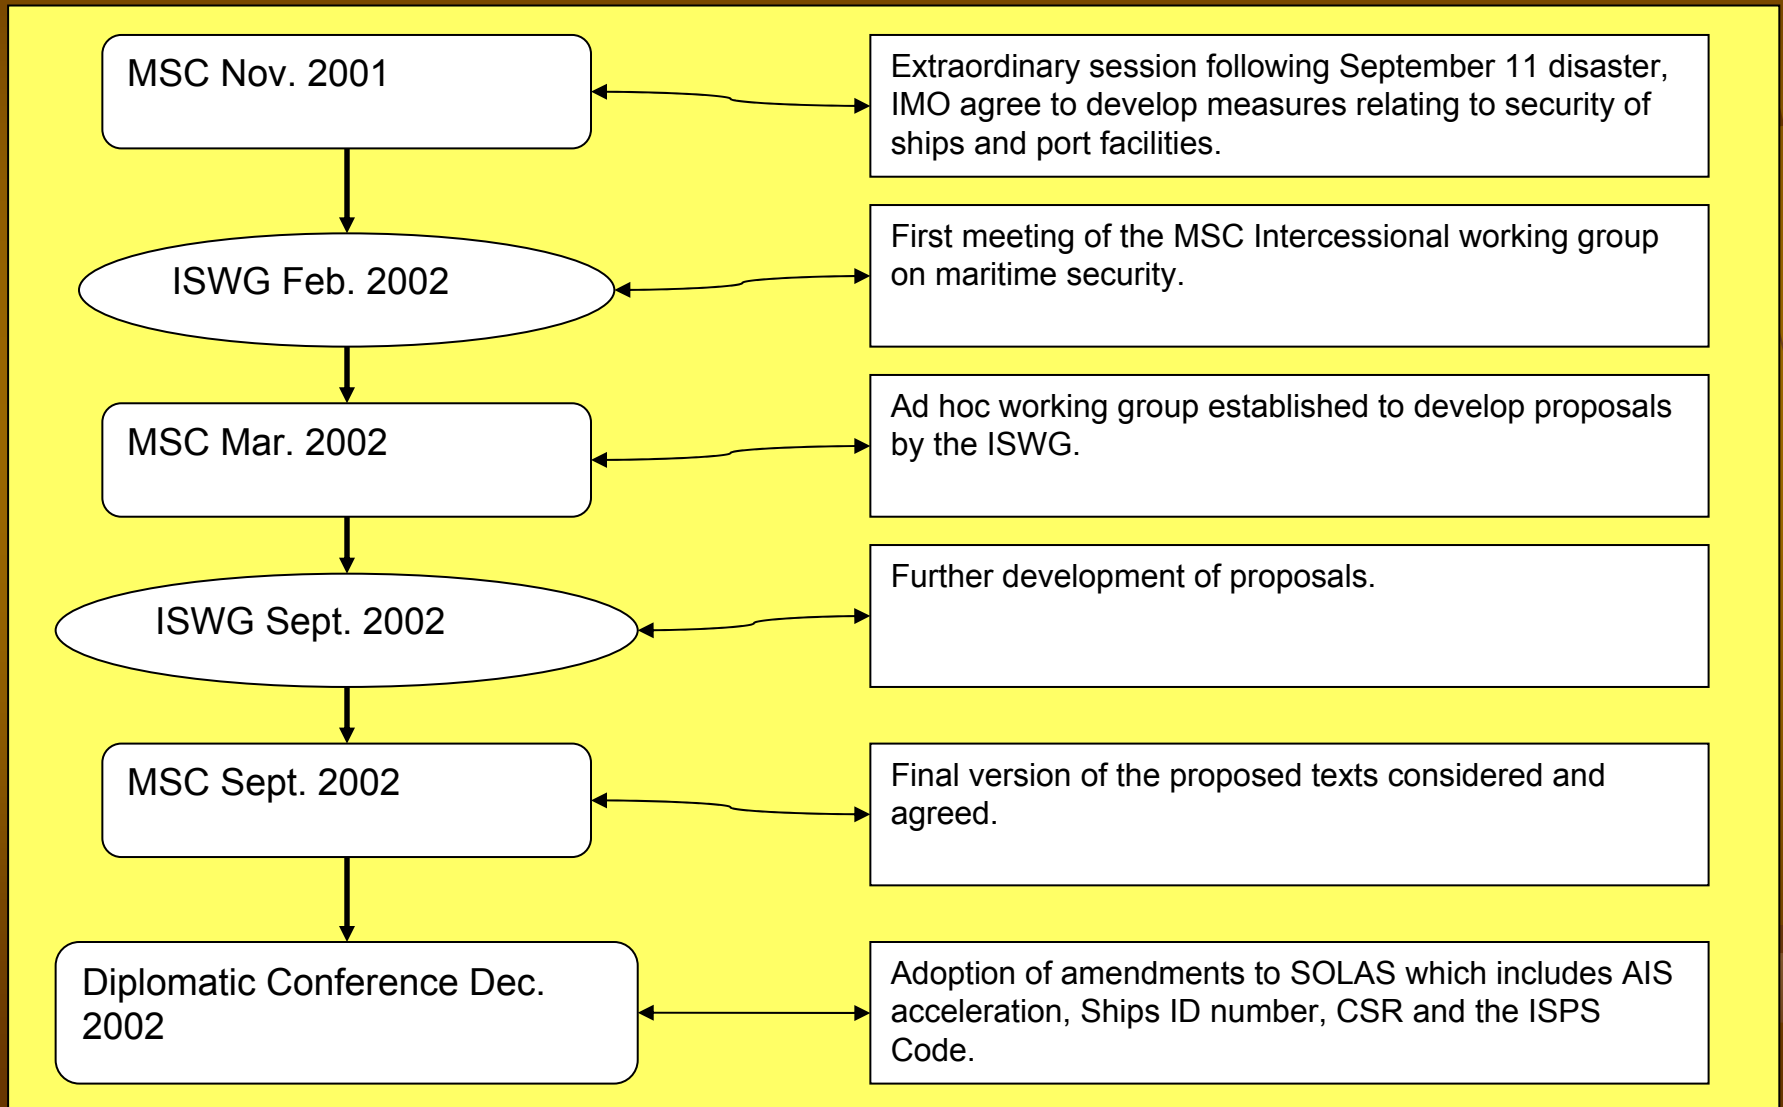 MSC Nov. 2001
Extraordinary session following September 11 disaster,
IMO agree to develop measures relating to security of
ships and port facilities.
ISWG Feb. 2002
First meeting of the MSC Intercessional working group
on maritime security.
MSC Mar. 2002
Ad hoc working group established to develop proposals
by the ISWG.
ISWG Sept. 2002
Further development of proposals.
MSC Sept. 2002
Final version of the proposed texts considered and
agreed.
Diplomatic Conference Dec.
2002
Adoption of amendments to SOLAS which includes AIS
acceleration, Ships ID number, CSR and the ISPS
Code.